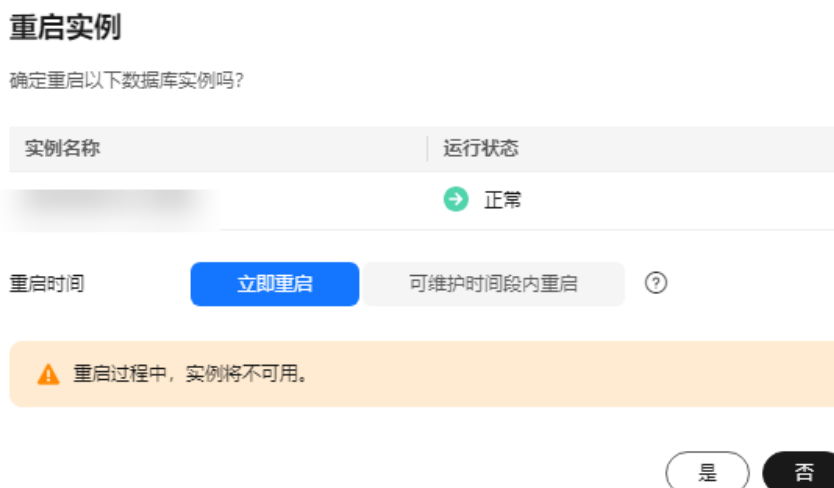 重启实例
确定重启以下数据库实例吗?
实例名称 运行状态
正常
重启时间 立即重启 可维护时间段内重启 ?
重启过程中，实例将不可用。
是 否